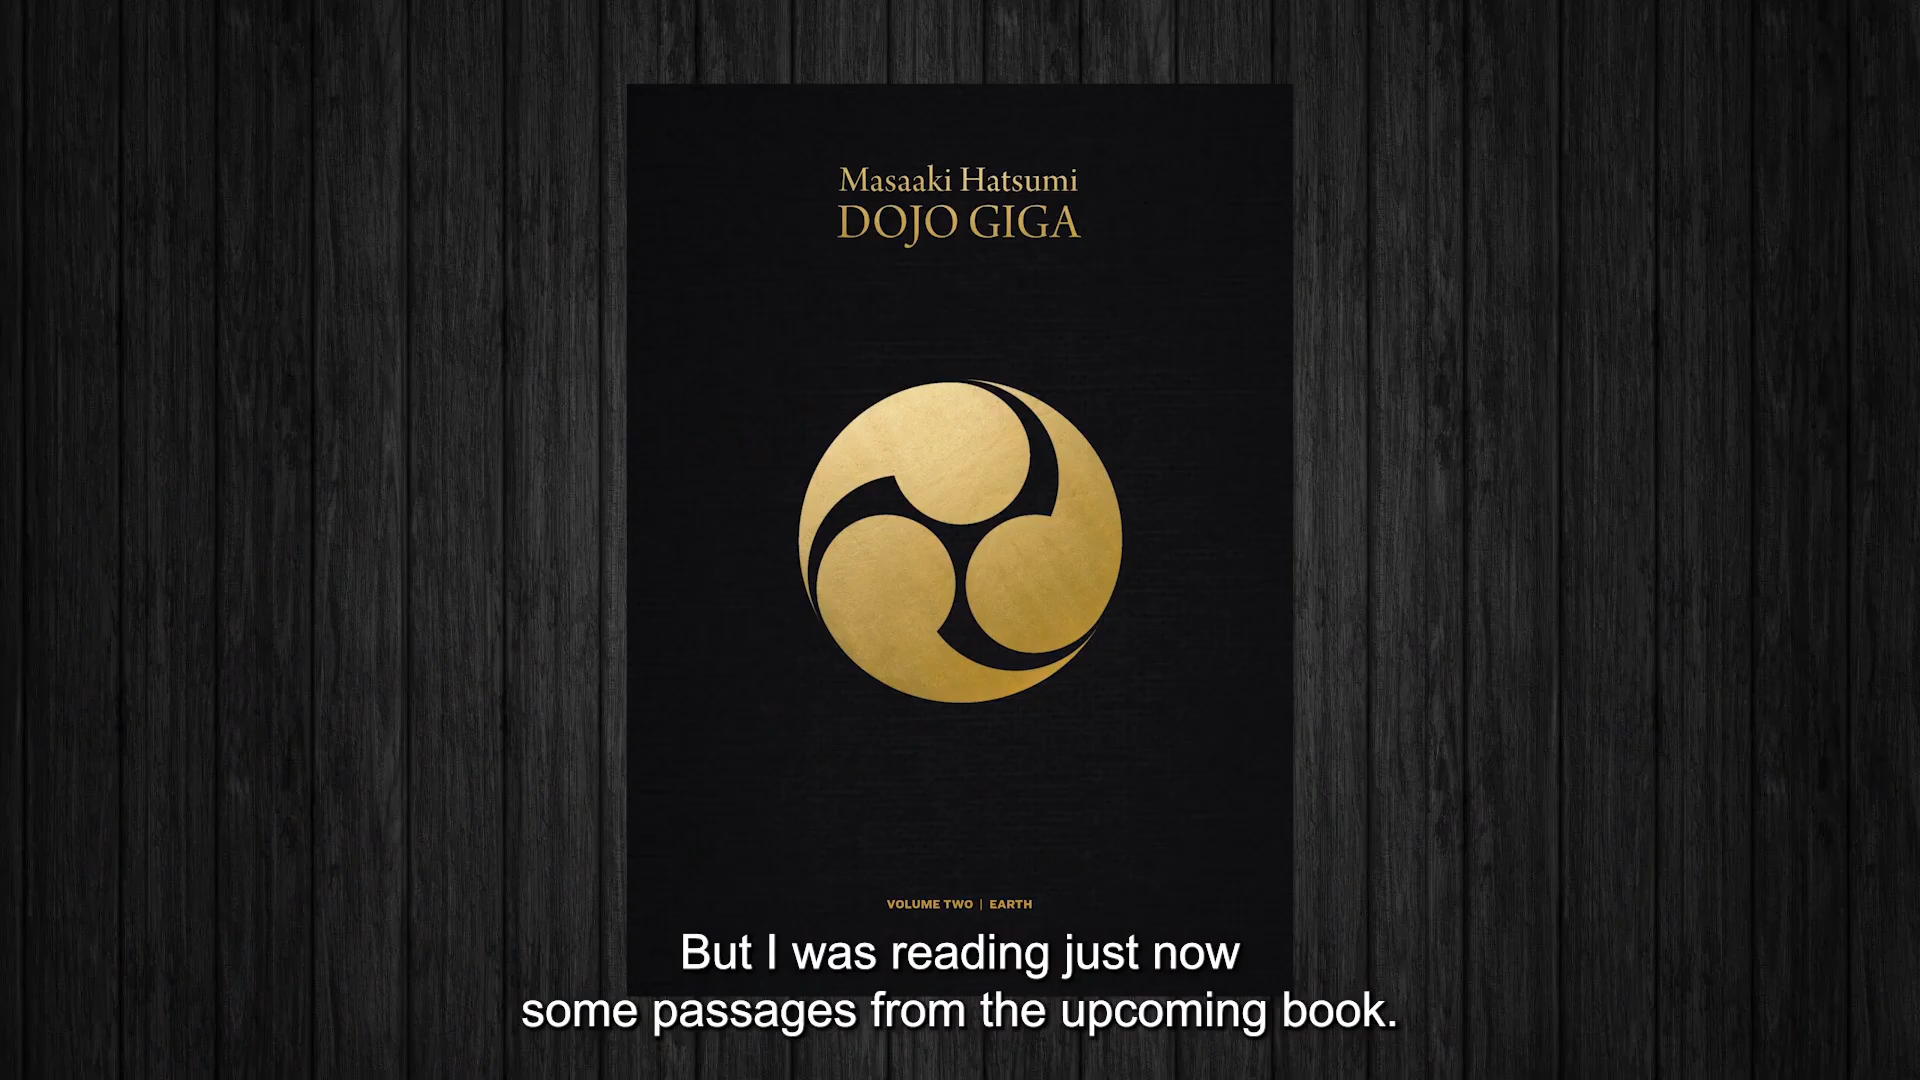 Masaaki Hatsumi
DOJO GIGA
VOLUME TWO | EARTH
But I was reading just now
some passages from the upcoming book.